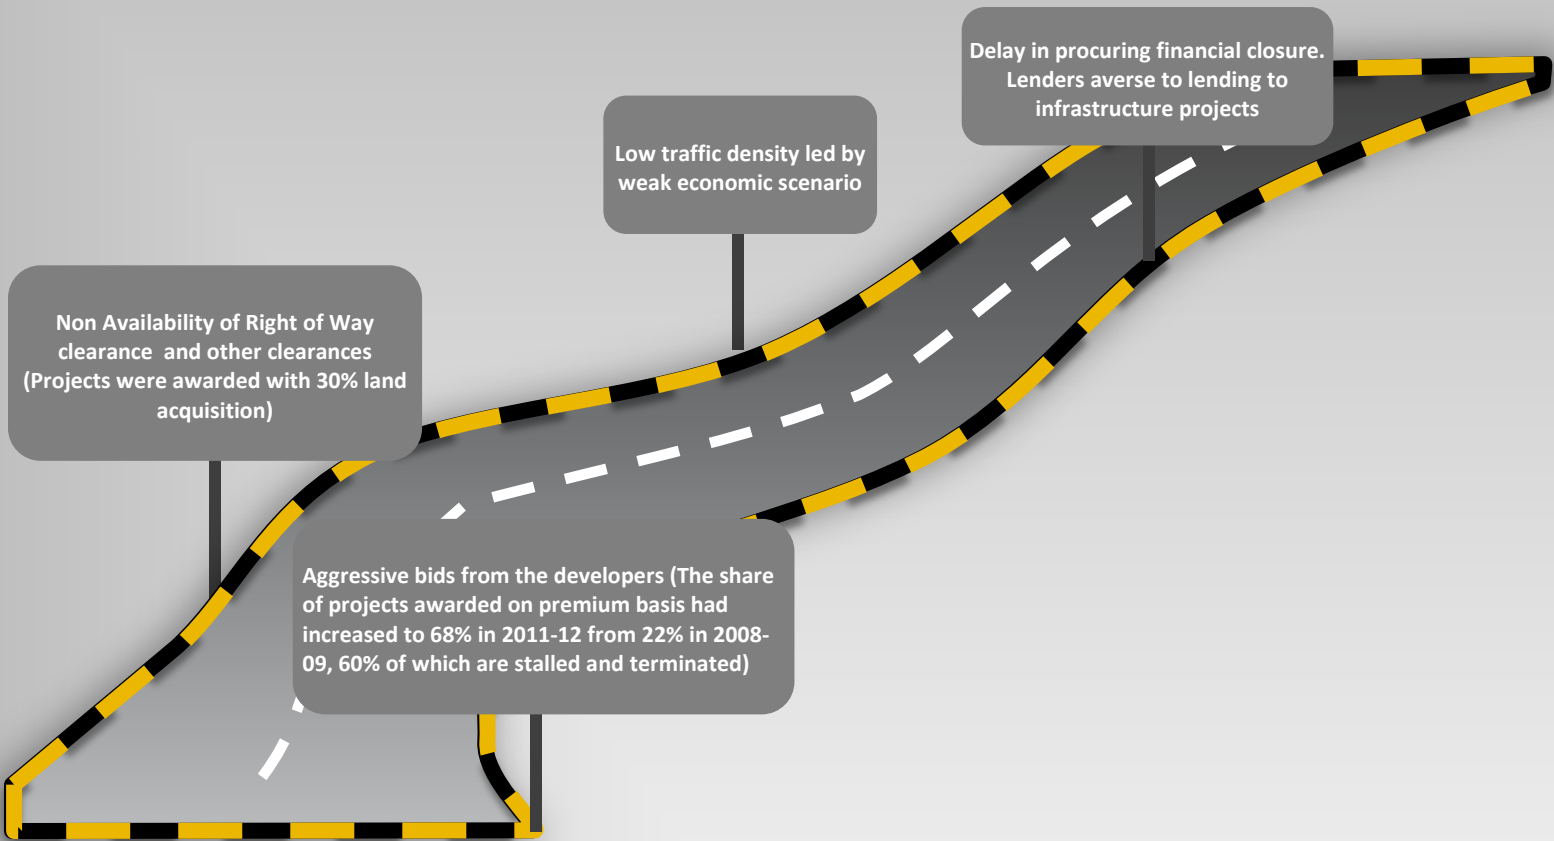 Delay in procuring financial closure.
Lenders averse to lending to
infrastructure projects
Low traffic density led by
weak economic scenario
Non Availability of Right of Way
clearance  and other clearances
(Projects were awarded with 30% land
acquisition)
Aggressive bids from the developers (The share
of projects awarded on premium basis had
increased to 68% in 2011-12 from 22% in 2008-
09, 60% of which are stalled and terminated)